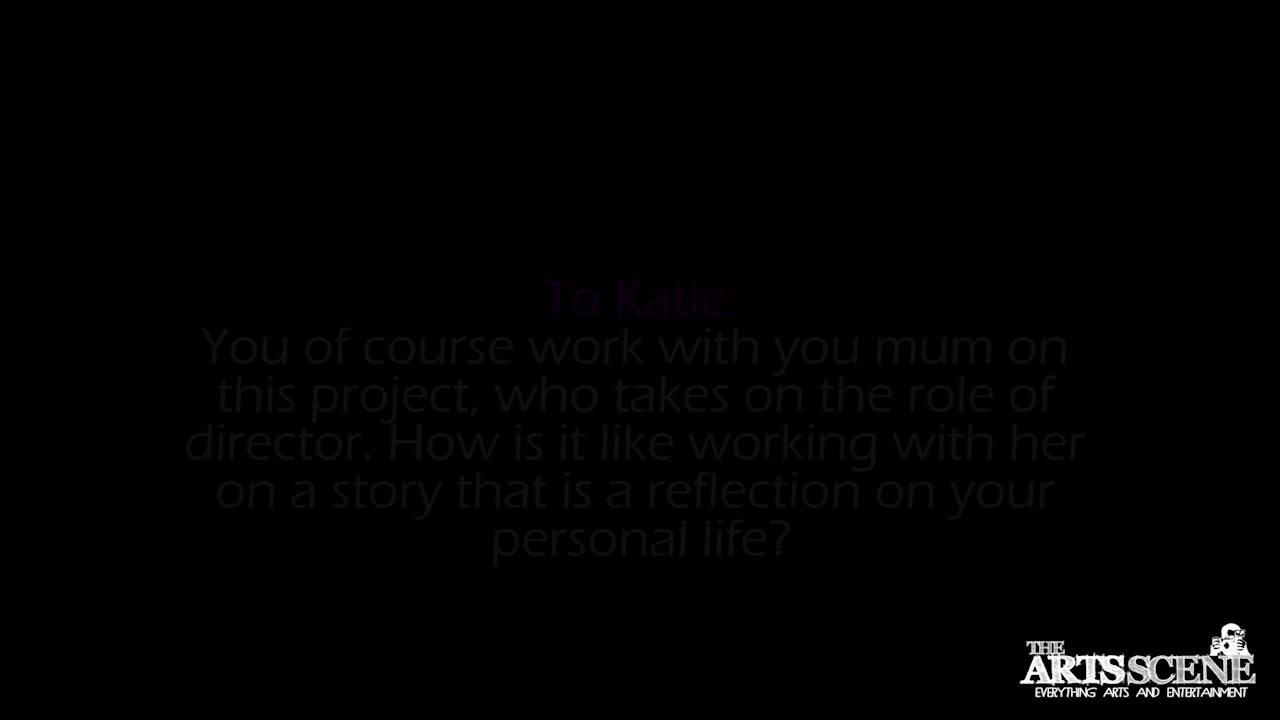 To Katie:
You of course work with you mum on
this project, who takes on the role of
director. How is it like working with her
on a story that is a reflection on your
personal life?
THE
ARTS SCENE
EVERYTHING ARTS AND ENTERTAINMENT